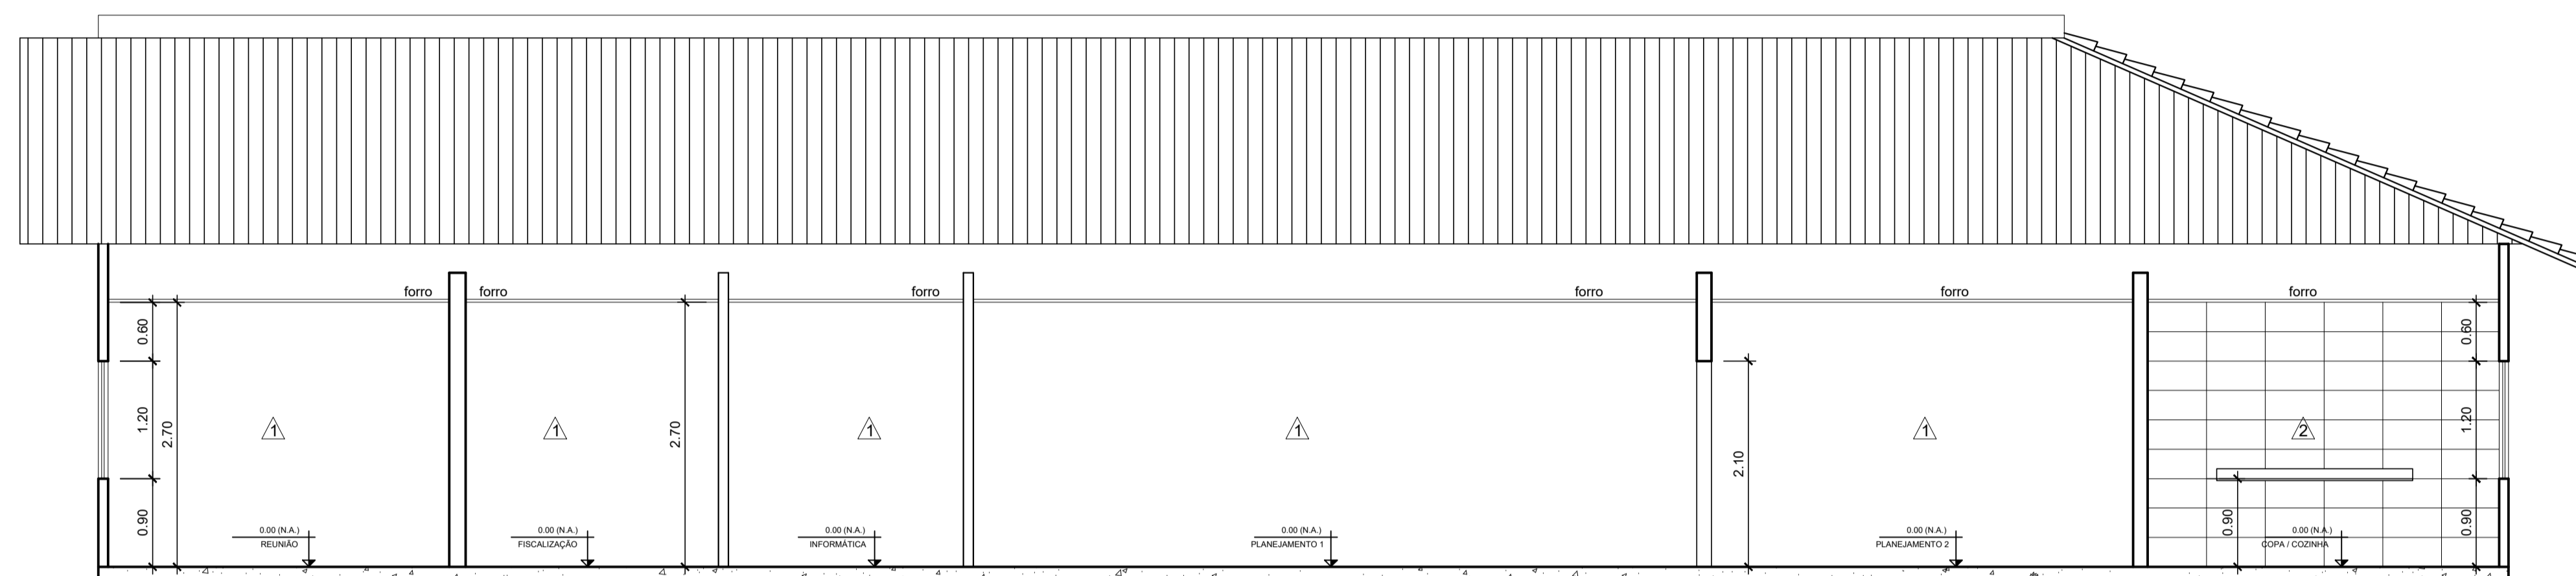 forro
forro
forro
forro
forro
forro
0.60
1.20
2.70
0.90
2.70
2.10
0.60
1.20
0.90
0.90
1
1
1
1
1
2
0.00 (N.A.)
REUNIÃO
0.00 (N.A.)
FISCALIZAÇÃO
0.00 (N.A.)
INFORMÁTICA
0.00 (N.A.)
PLANEJAMENTO 1
0.00 (N.A.)
PLANEJAMENTO 2
0.00 (N.A.)
COPA / COZINHA